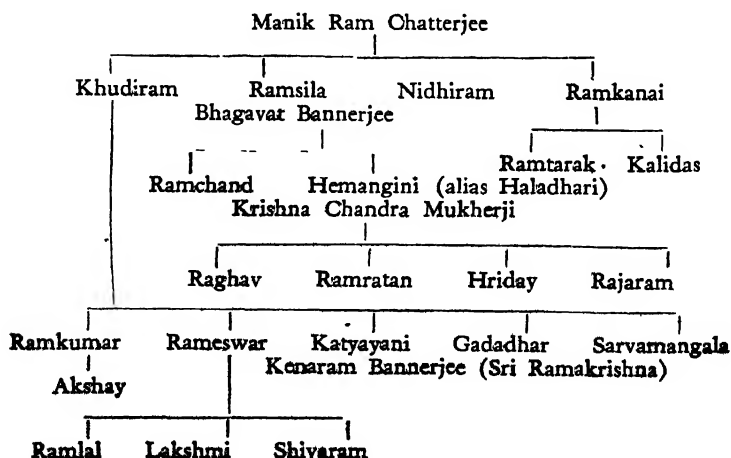 Manik Ram Chatterjee
Khudiram Ramsila Nidhiram Ramkanai
Bhagavat Bannerjee
Ramtarak Kalidas
Ramchand Hemangini (alias Haladhari)
Krishna Chandra Mukherji
Raghav Ramratan Hriday Rajaram
Ramkumar Rameswar Katyayani Gadadhar Sarvamangala
Kenaram Bannerjee (Sri Ramakrishna)
Akshay
Ramlal Lakshmi Shivaram